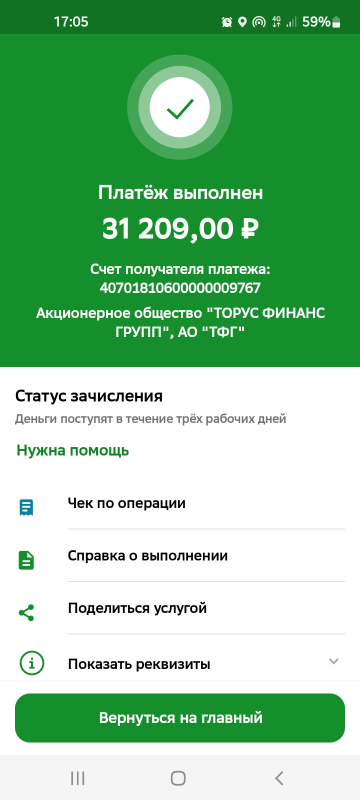 17:05
4G
59%
Платёж выполнен
31 209,00 ₽
Счет получателя платежа:
40701810600000009767
Акционерное общество "ТОРУС ФИНАНС
ГРУПП", АО "ТФГ"
Статус зачисления
Деньги поступят в течение трёх рабочих дней
Нужна помощь
Чек по операции
Справка о выполнении
Поделиться услугой
Показать реквизиты
Вернуться на главный